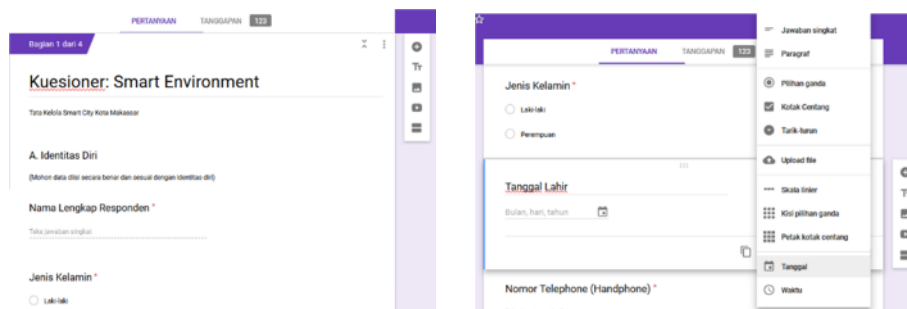 PERTANYAAN TANGGAPAN 123
Bagian 1 dari 4
Kuesioner: Smart Environment
Tata Kelola Smart City Kota Makassar
A. Identitas Diri
(Mohon data diisi secara benar dan sesuai dengan identitas diri)
Nama Lengkap Responden *
Teks jawaban singkat
Jenis Kelamin *
Laki-laki
Tт
PERTANYAAN TANGGAPAN 123
Jenis Kelamin *
Laki-laki
Perempuan
Tanggal Lahir
Bulan, hari, tahun
Nomor Telephone (Handphone) *
Jawaban singkat
Paragraf
Pilihan ganda
Kotak Centang
Tarik-turun
Upload file
Skala linier
Kisi pilihan ganda
Petak kotak centang
Tanggal
Waktu